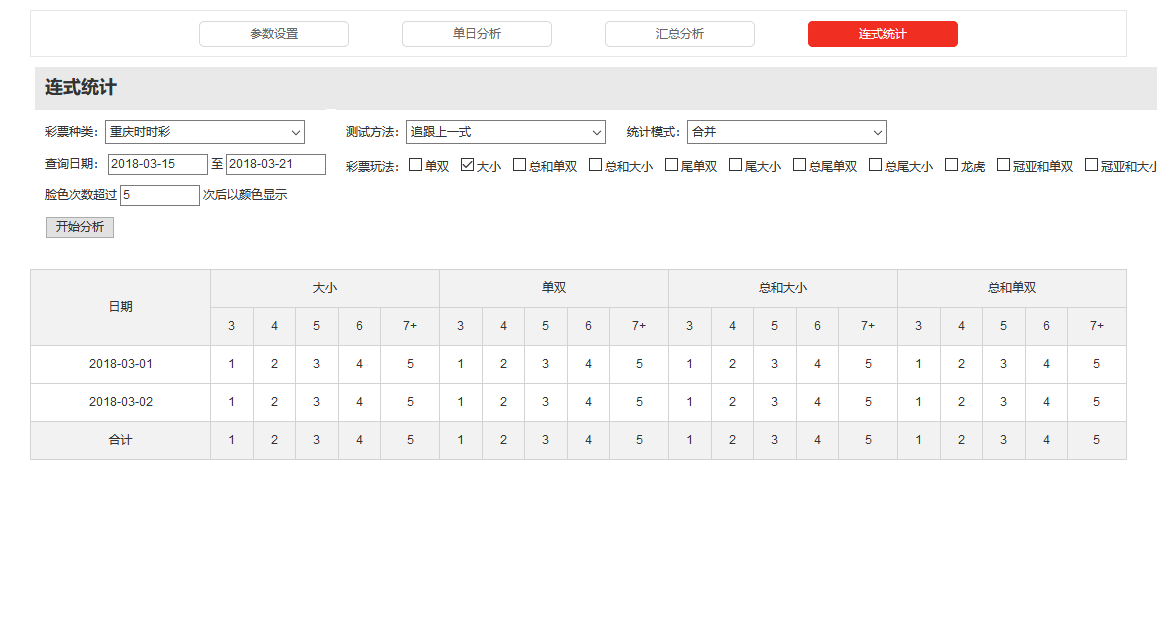 参数设置 单日分析 汇总分析 连式统计
连式统计
彩票种类: 重庆时时彩 测试方法: 追跟上一式 统计模式: 合并
查询日期: 2018-03-15 至 2018-03-21 彩票玩法: 单双 大小 总和单双 总和大小 尾单双 尾大小 总尾单双 总尾大小 龙虎 冠亚和单双 冠亚和大小
脸色次数超过 5 次后以颜色显示
开始分析
日期 大小 单双 总和大小 总和单双
3 4 5 6 7+ 3 4 5 6 7+ 3 4 5 6 7+ 3 4 5 6 7+
2018-03-01 1 2 3 4 5 1 2 3 4 5 1 2 3 4 5 1 2 3 4 5
2018-03-02 1 2 3 4 5 1 2 3 4 5 1 2 3 4 5 1 2 3 4 5
合计 1 2 3 4 5 1 2 3 4 5 1 2 3 4 5 1 2 3 4 5